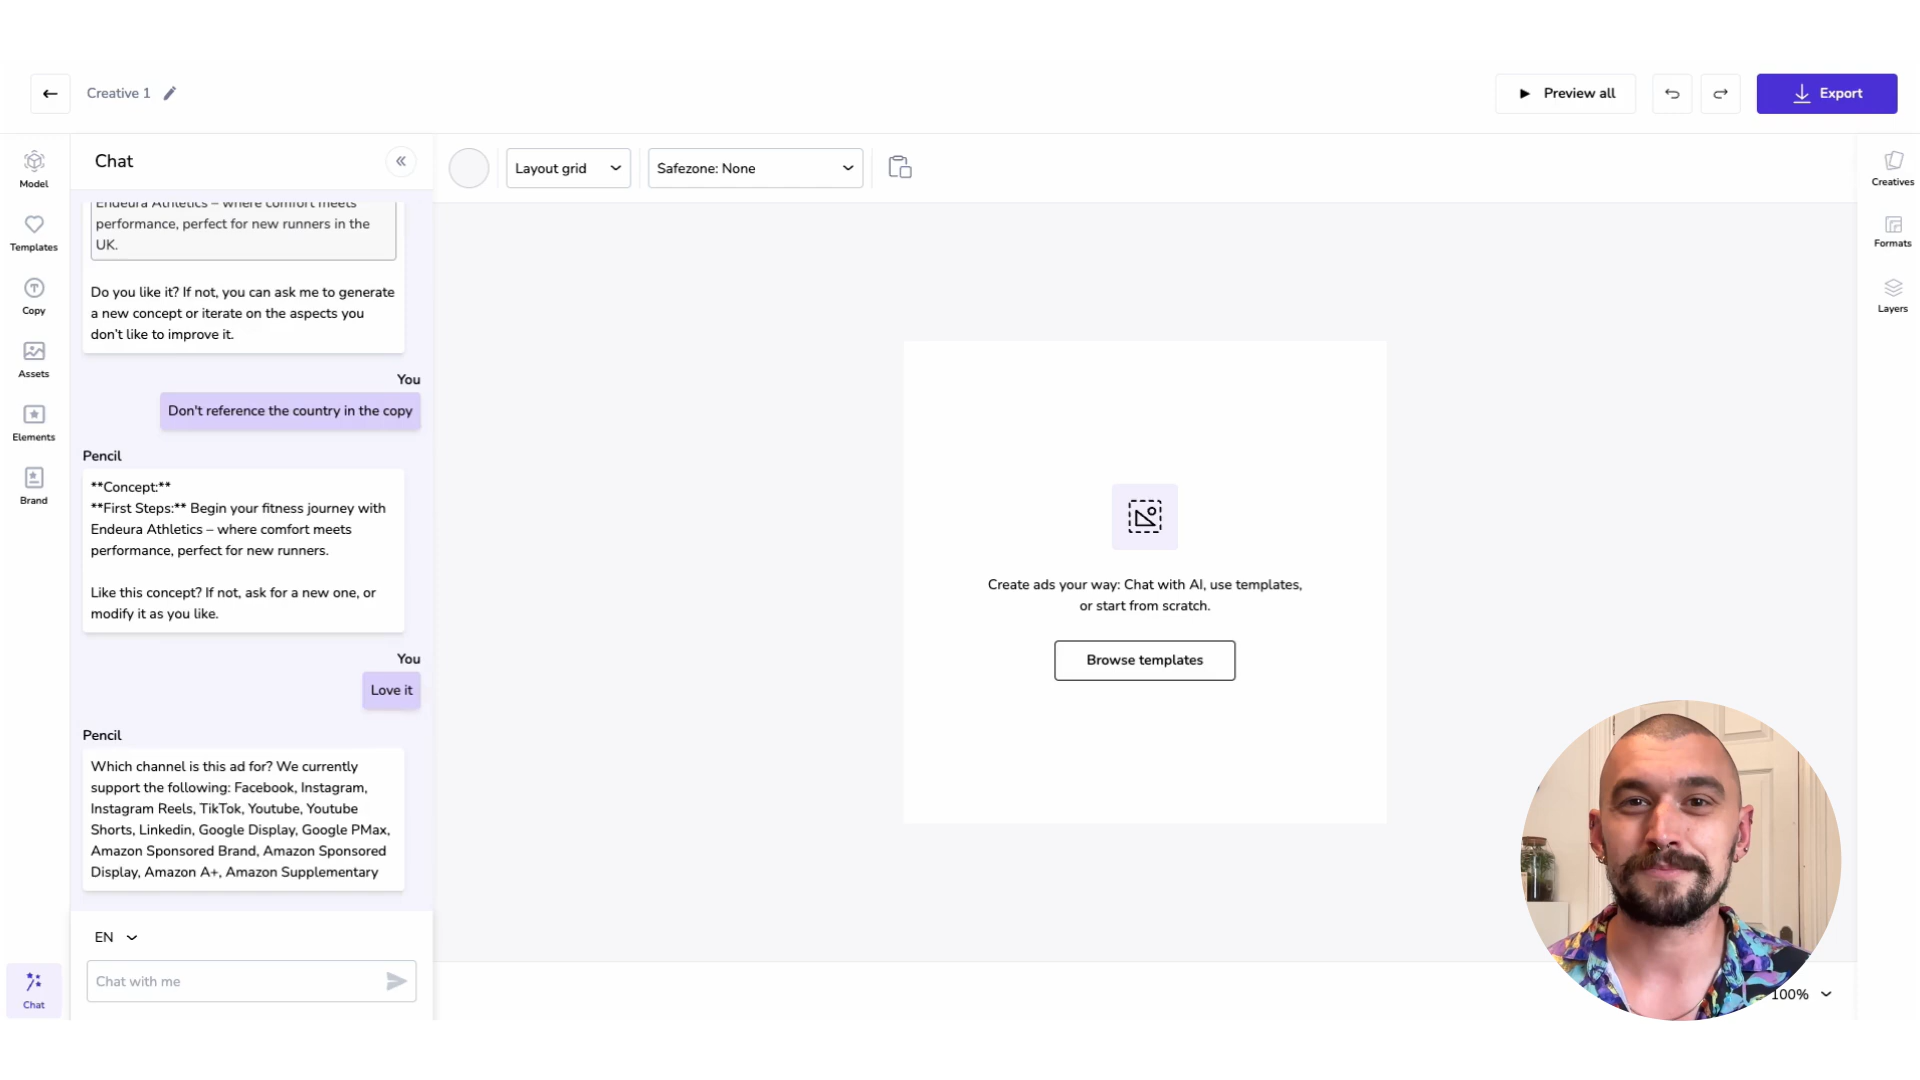 Creative 1
Preview all
Export
Model
Templates
Copy
Assets
Elements
Brand
Chat
Chat
Endeura Athletics – where comfort meets
performance, perfect for new runners in the
UK.
Do you like it? If not, you can ask me to generate
a new concept or iterate on the aspects you
don't like to improve it.
You
Don't reference the country in the copy
Pencil
**Concept:**
**First Steps:** Begin your fitness journey with
Endeura Athletics – where comfort meets
performance, perfect for new runners.
Like this concept? If not, ask for a new one, or
modify it as you like.
You
Love it
Pencil
Which channel is this ad for? We currently
support the following: Facebook, Instagram,
Instagram Reels, TikTok, Youtube, Youtube
Shorts, Linkedin, Google Display, Google PMax,
Amazon Sponsored Brand, Amazon Sponsored
Display, Amazon A+, Amazon Supplementary
EN
Chat with me
Layout grid
Safezone: None
Create ads your way: Chat with AI, use templates,
or start from scratch.
Browse templates
100%
Creatives
Formats
Layers